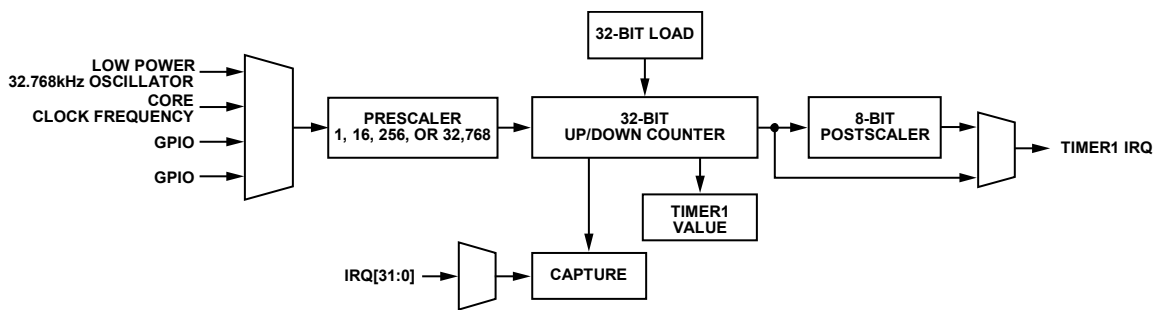 32-BIT LOAD
LOW POWER
32.768kHz OSCILLATOR
CORE
CLOCK FREQUENCY
GPIO
GPIO
PRESCALER
1, 16, 256, OR 32,768
32-BIT
UP/DOWN COUNTER
8-BIT
POSTSCALER
TIMER1 IRQ
TIMER1
VALUE
IRQ[31:0]
CAPTURE